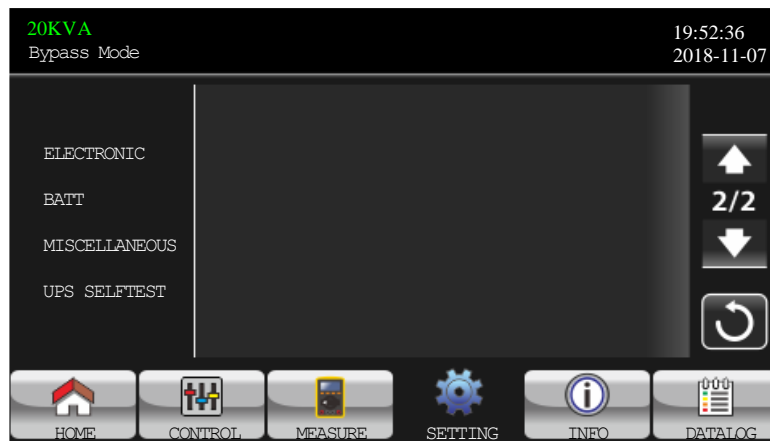 20KVA
Bypass Mode
19:52:36
2018-11-07
ELECTRONIC
BATT
MISCELLANEOUS
UPS SELFTEST
2/2
HOME
CONTROL
MEASURE
SETTING
INFO
DATALOG